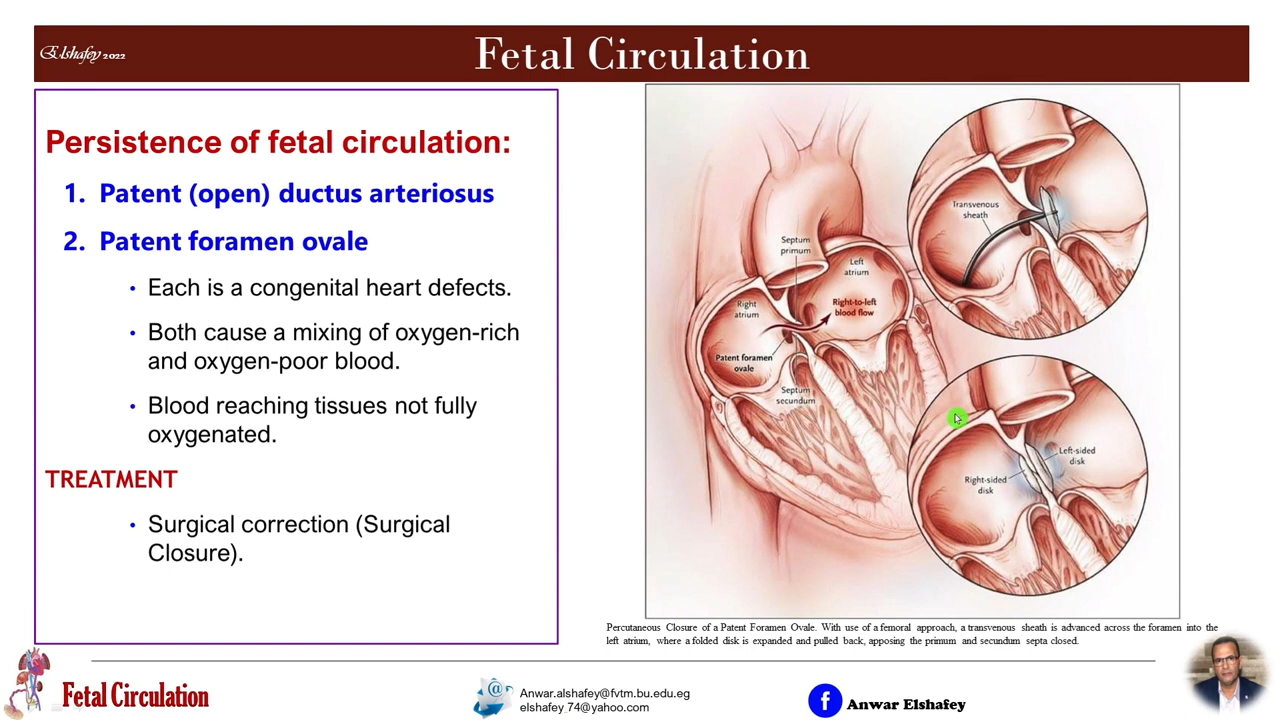 Elshafey 2022
Fetal Circulation
Persistence of fetal circulation:
1. Patent (open) ductus arteriosus
2. Patent foramen ovale
• Each is a congenital heart defects.
• Both cause a mixing of oxygen-rich
and oxygen-poor blood.
• Blood reaching tissues not fully
oxygenated.
TREATMENT
• Surgical correction (Surgical
Closure).
Transvenous
sheath
Septum
primum
Left
atrium
Right
atrium
Right-to-left
blood flow
Patent foramen
ovale
Septum
secundum
Left-sided
disk
Right-sided
disk
Percutaneous Closure of a Patent Foramen Ovale. With use of a femoral approach, a transvenous sheath is advanced across the foramen into the
left atrium, where a folded disk is expanded and pulled back, apposing the primum and secundum septa closed.
Fetal Circulation
@
Anwar.alshafey@fvtm.bu.edu.eg
elshafey_74@yahoo.com
f
Anwar Elshafey